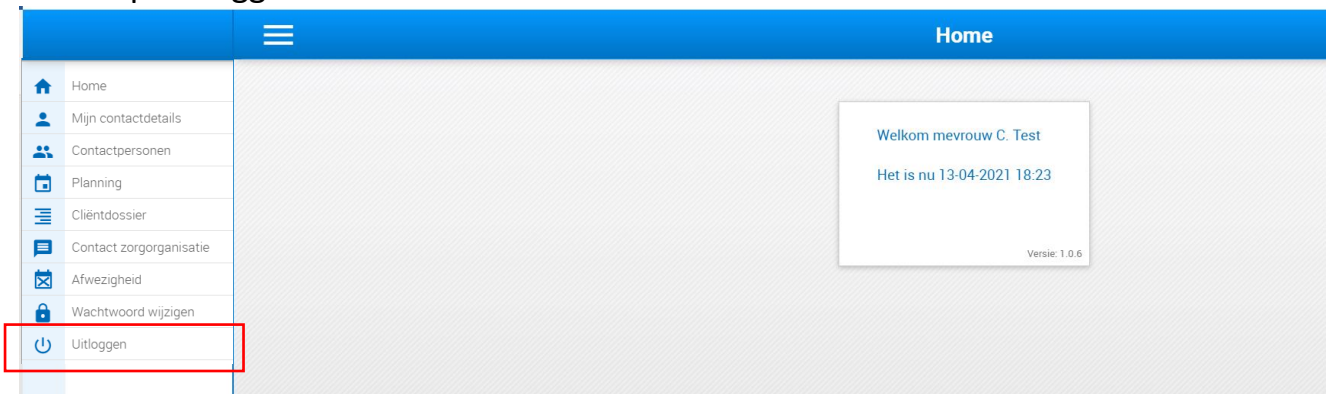 Home
Home
Mijn contactdetails
Contactpersonen
Planning
Cliëntdossier
Contact zorgorganisatie
Afwezigheid
Wachtwoord wijzigen
Uitloggen
Welkom mevrouw C. Test
Het is nu 13-04-2021 18:23
Versie: 1.0.6